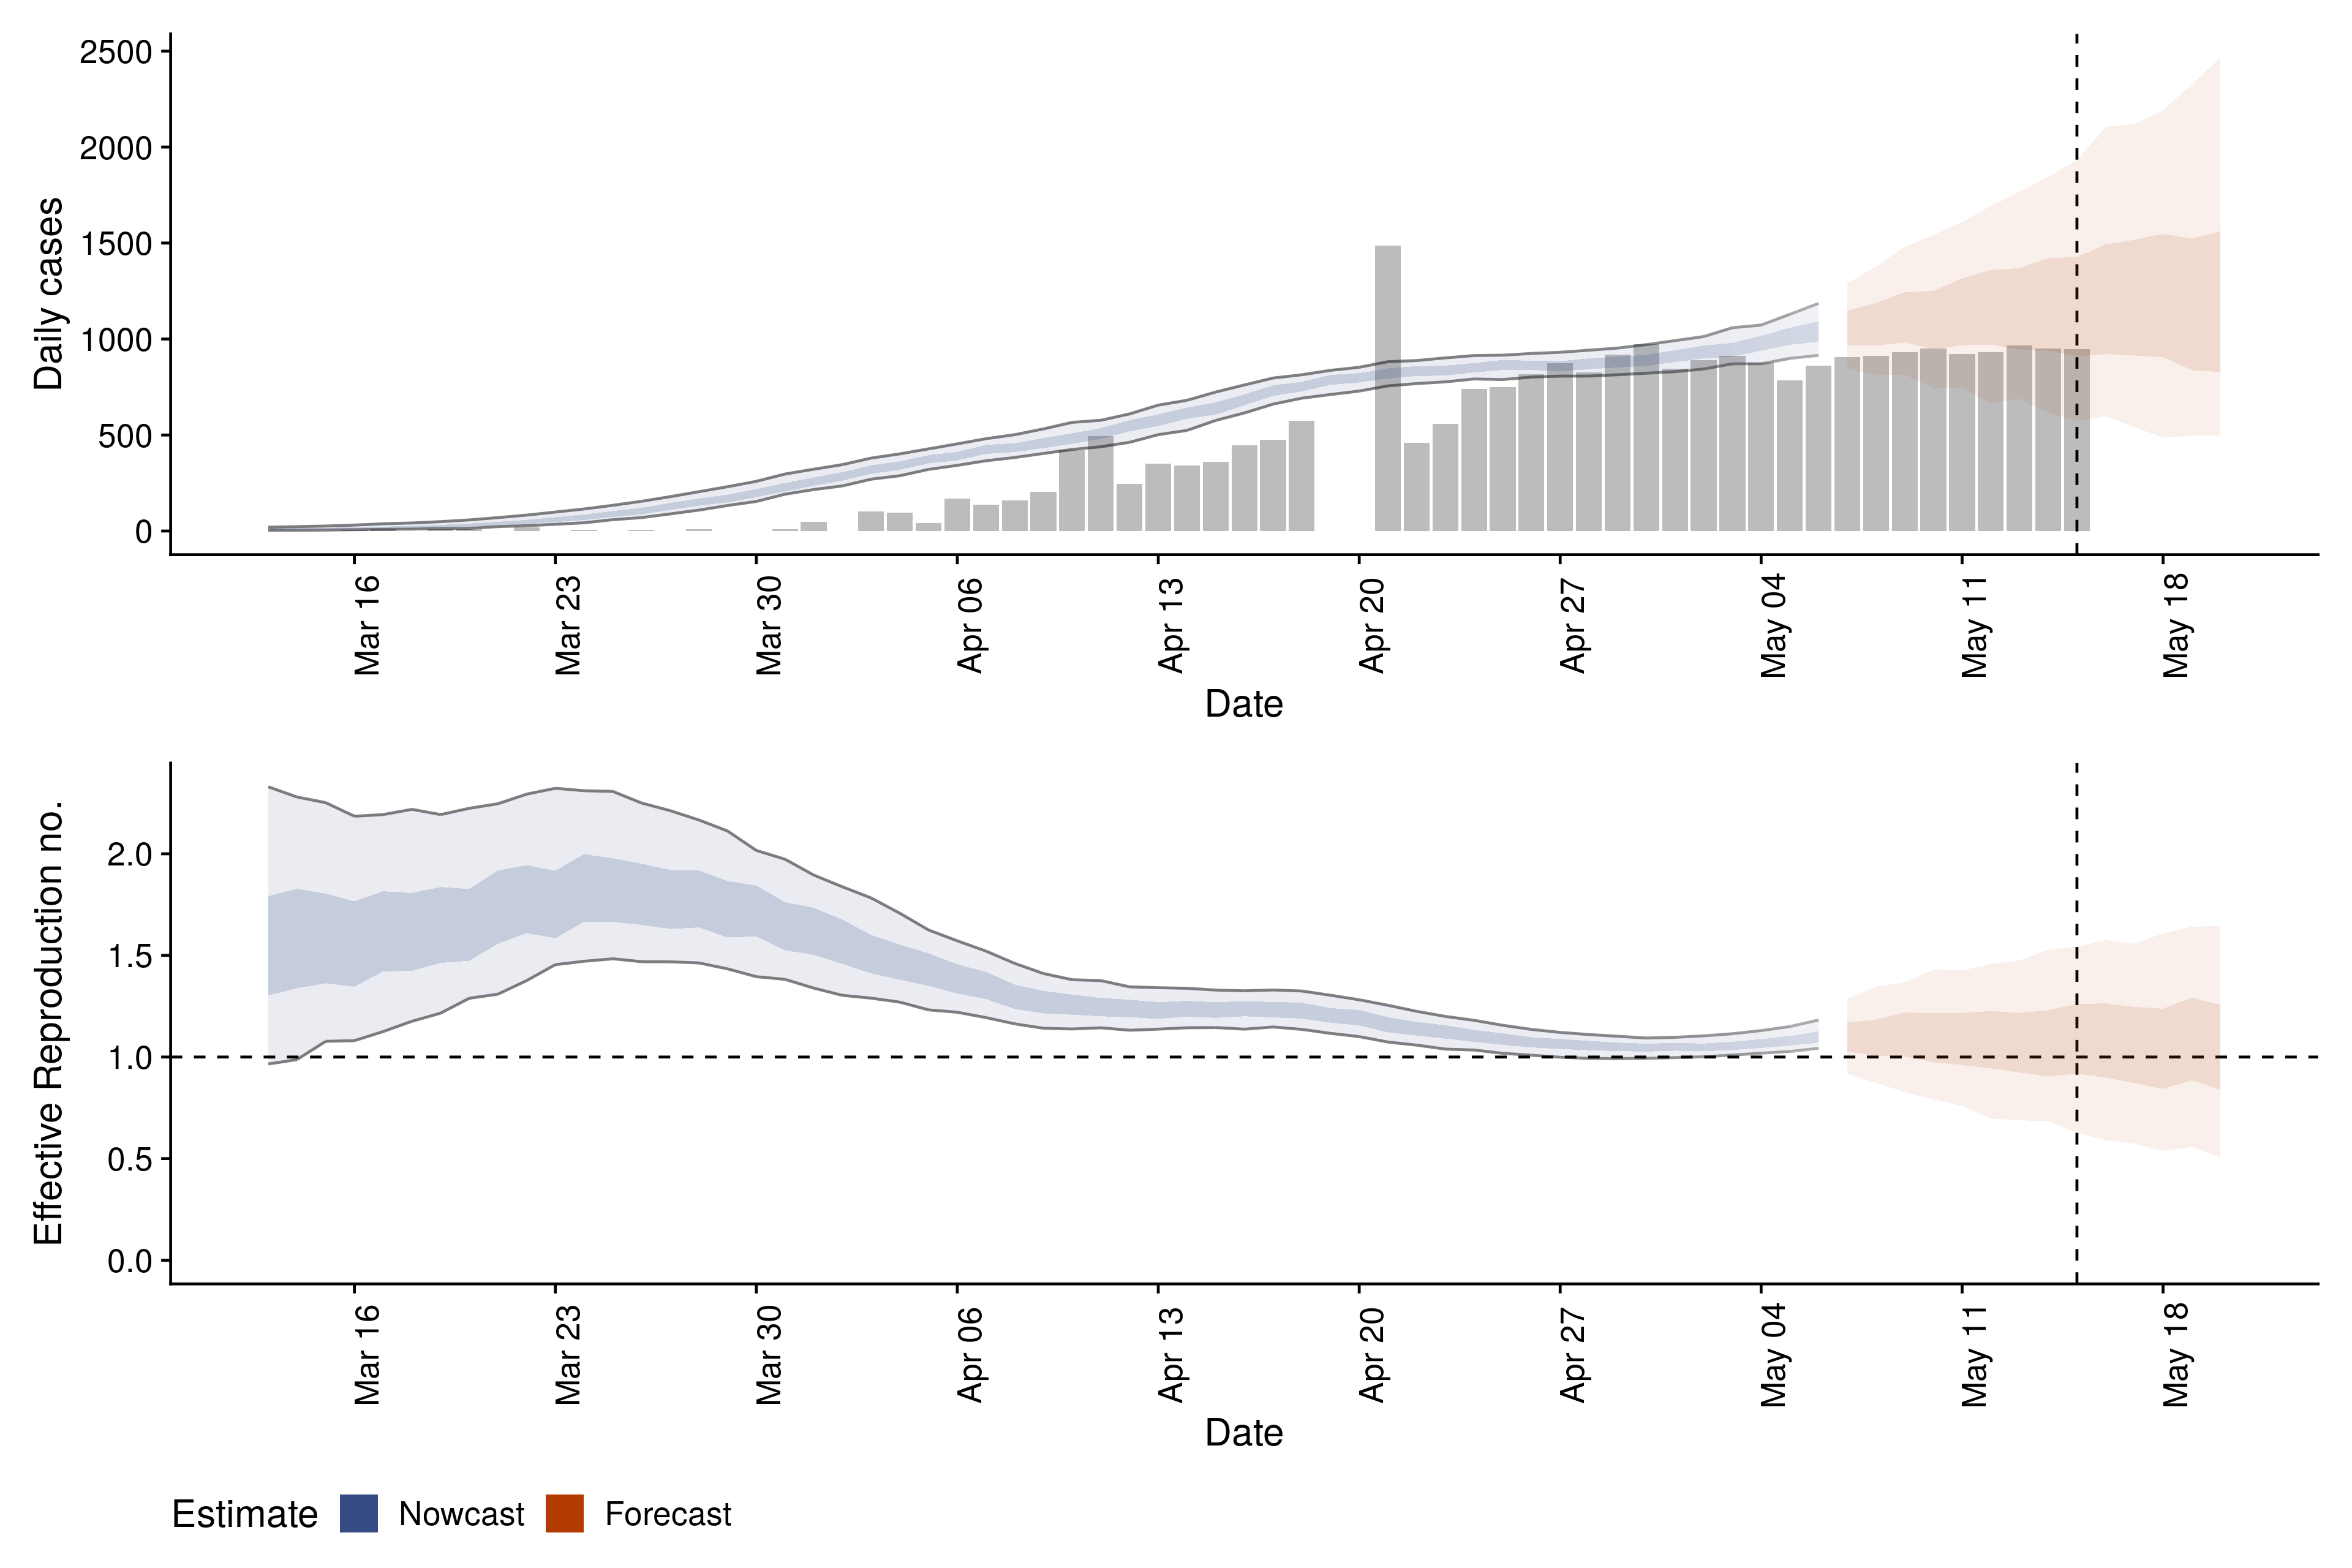 Daily cases
2500
2000
1500
1000
500
0
Mar 16
Mar 23
Mar 30
Apr 06
Apr 13
Apr 20
Apr 27
May 04
May 11
May 18
Date
Effective Reproduction no.
2.0
1.5
1.0
0.5
0.0
Mar 16
Mar 23
Mar 30
Apr 06
Apr 13
Apr 20
Apr 27
May 04
May 11
May 18
Date
Estimate Nowcast Forecast